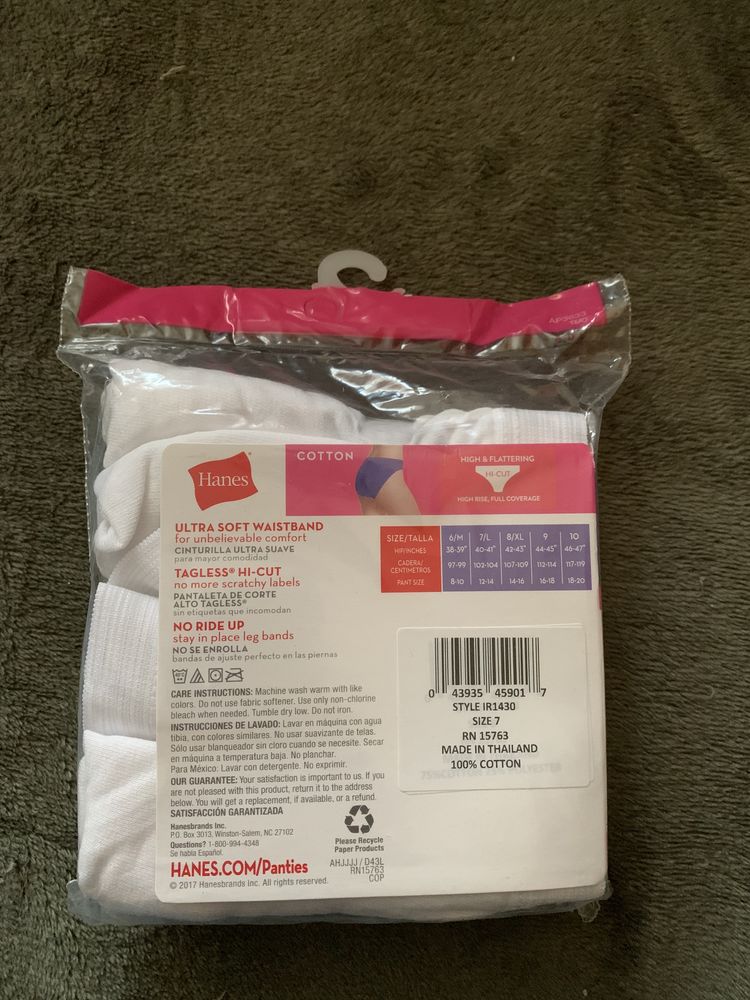 Hanes®
COTTON
HIGH & FLATTERING
HI-CUT
HIGH RISE, FULL COVERAGE
ULTRA SOFT WAISTBAND
for unbelievable comfort
CINTURILLA ULTRA SUAVE
para mayor comodidad
TAGLESS® HI-CUT
no more scratchy labels
PANTALETA DE CORTE
ALTO TAGLESS®
sin etiquetas que incomodan
NO RIDE UP
stay in place leg bands
NO SE ENROLLA
bandas de ajuste perfecto en las piernas
SIZE/TALLA 6/M 7/L 8/XL 9 10
HIP/INCHES 38-39" 40-41" 42-43" 44-45" 46-47"
CADERA/
CENTIMETROS 97-99 102-104 107-109 112-114 117-119
PANT SIZE 8-10 12-14 14-16 16-18 18-20
CARE INSTRUCTIONS: Machine wash warm with like
colors. Do not use fabric softener. Use only non-chlorine
bleach when needed. Tumble dry low. Do not iron.
INSTRUCCIONES DE LAVADO: Lavar en máquina con agua
tibia, con colores similares. No usar suavizante de telas.
Sólo usar blanqueador sin cloro cuando se necesite. Secar
en máquina a temperatura baja. No planchar.
Para México: Lavar con detergente. No exprimir.
OUR GUARANTEE: Your satisfaction is important to us. If you
are not pleased with this product, return it to the address
below. You will get a replacement, if available, or a refund.
SATISFACCIÓN GARANTIZADA
Hanesbrands Inc.
P.O. Box 3013, Winston-Salem, NC 27102
Questions? 1-800-994-4348
Se habla Español.
HANES.COM/Panties
© 2017 Hanesbrands Inc. All rights reserved.
Please Recycle
Paper Products
AHJJJJ / D43L
RN15763
COP
0 43935 45901 7
STYLE IR1430
SIZE 7
RN 15763
MADE IN THAILAND
100% COTTON